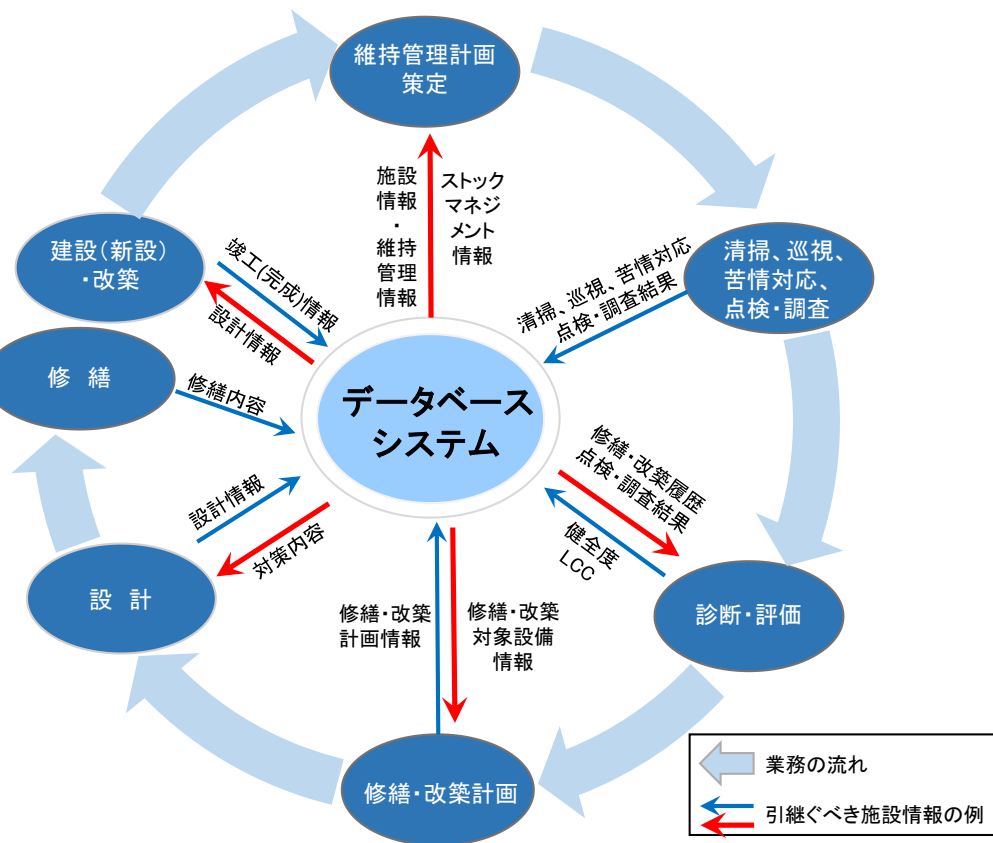 維持管理計画
策定
施設
情報
・
維持
管理
情報
ストック
マネジ
メント
情報
建設(新設)
・改築
竣工(完成)情報
設計情報
清掃、巡視、苦情対応
点検・調査結果
清掃、巡視、
苦情対応、
点検・調査
修 繕
修繕内容
データベース
システム
修繕・改築履歴
点検・調査結果
健全度
LCC
設計情報
対策内容
設 計
修繕・改築
計画情報
修繕・改築
対象設備
情報
診断・評価
修繕・改築計画
業務の流れ
引継ぐべき施設情報の例